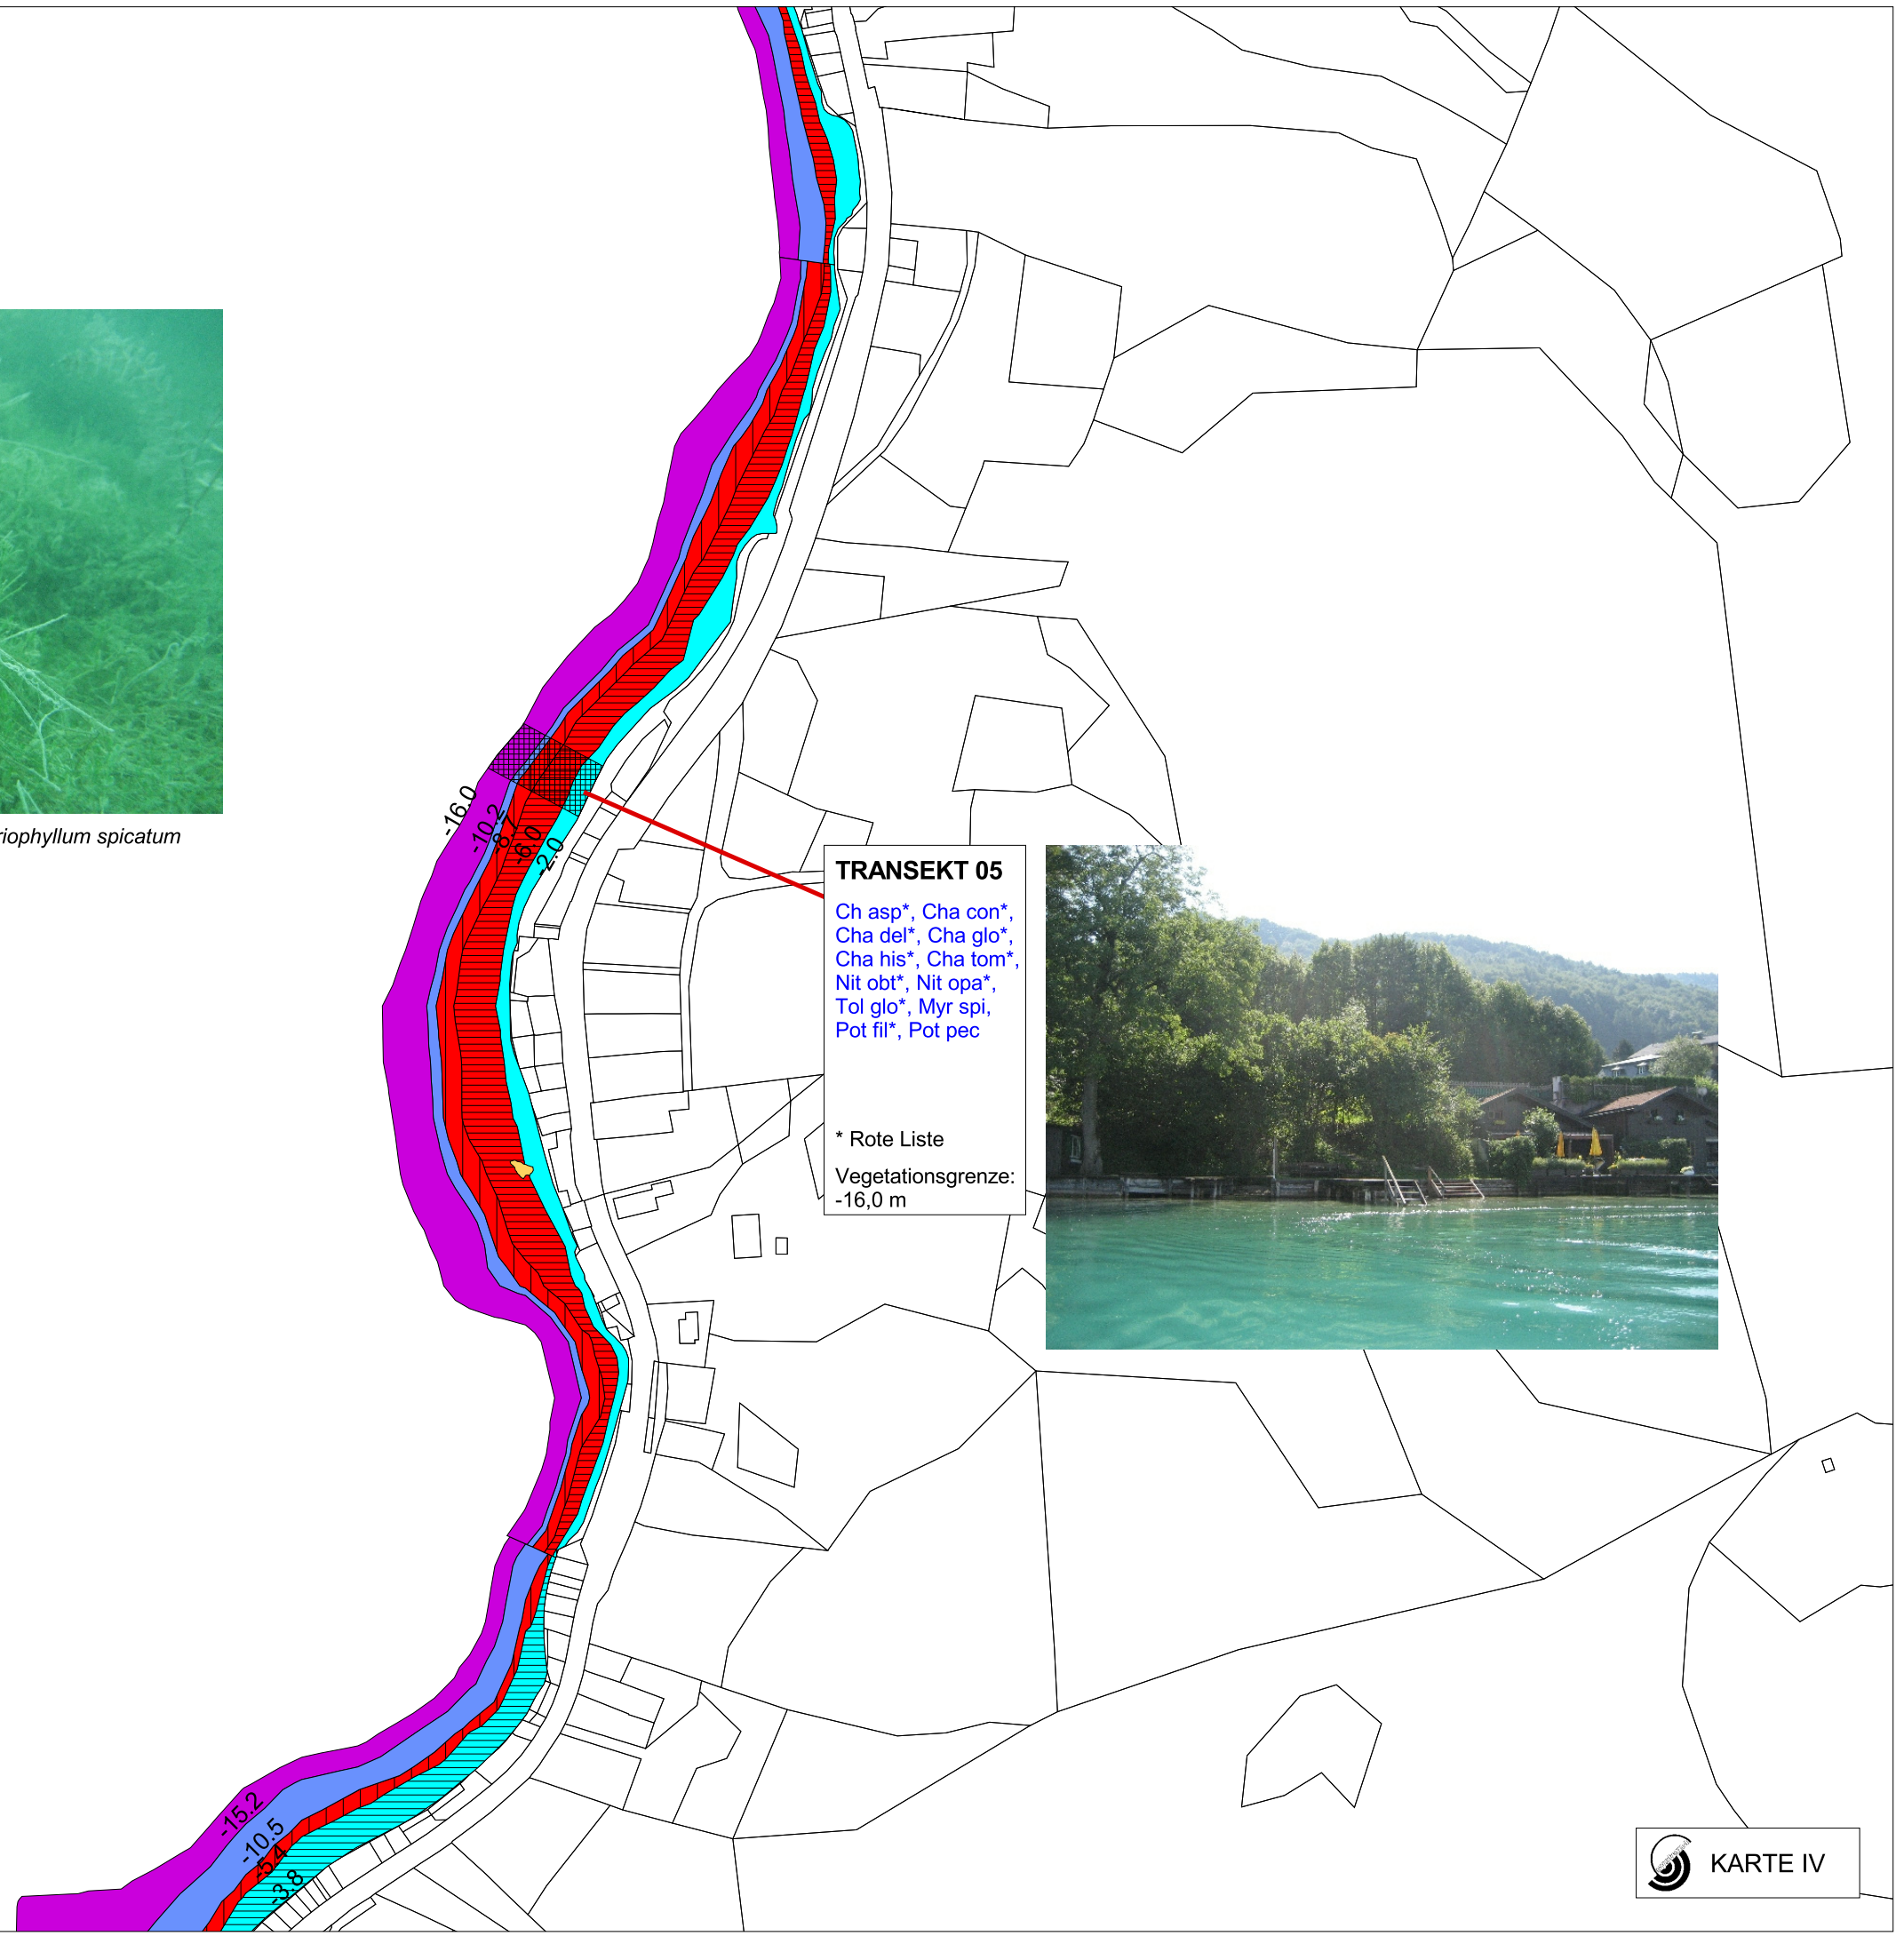 riophyllum spicatum
-16.0
-10.2
-8.7
-6.0
-2.0
TRANSEKT 05
Ch asp*, Cha con*,
Cha del*, Cha glo*,
Cha his*, Cha tom*,
Nit obt*, Nit opa*,
Tol glo*, Myr spi,
Pot fil*, Pot pec
* Rote Liste
Vegetationsgrenze:
-16,0 m
-15.2
-10.5
-5.4
-3.8
KARTE IV